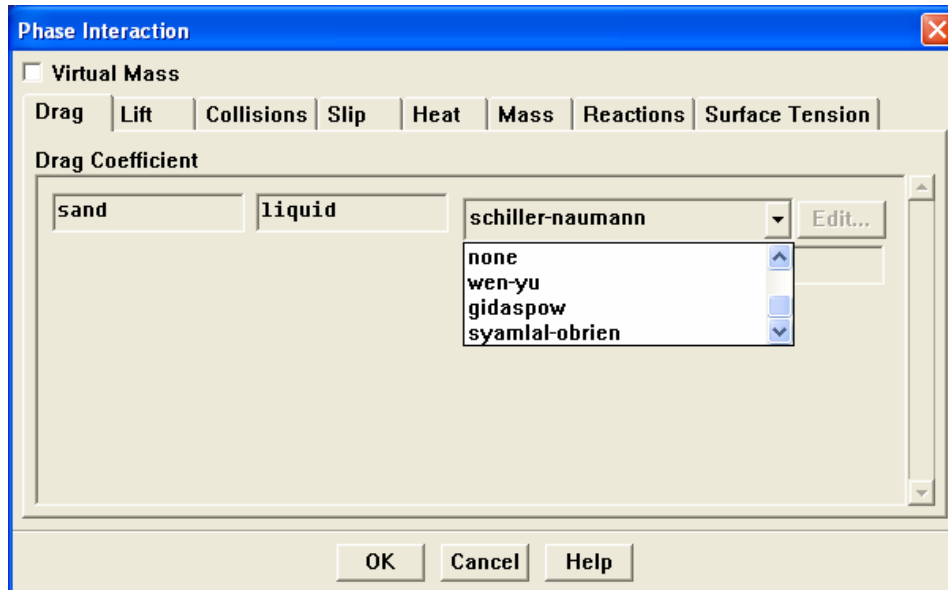 Phase Interaction
Virtual Mass
Drag Lift Collisions Slip Heat Mass Reactions Surface Tension
Drag Coefficient
sand liquid schiller-naumann Edit...
none
wen-yu
gidaspow
syamlal-obrien
OK Cancel Help